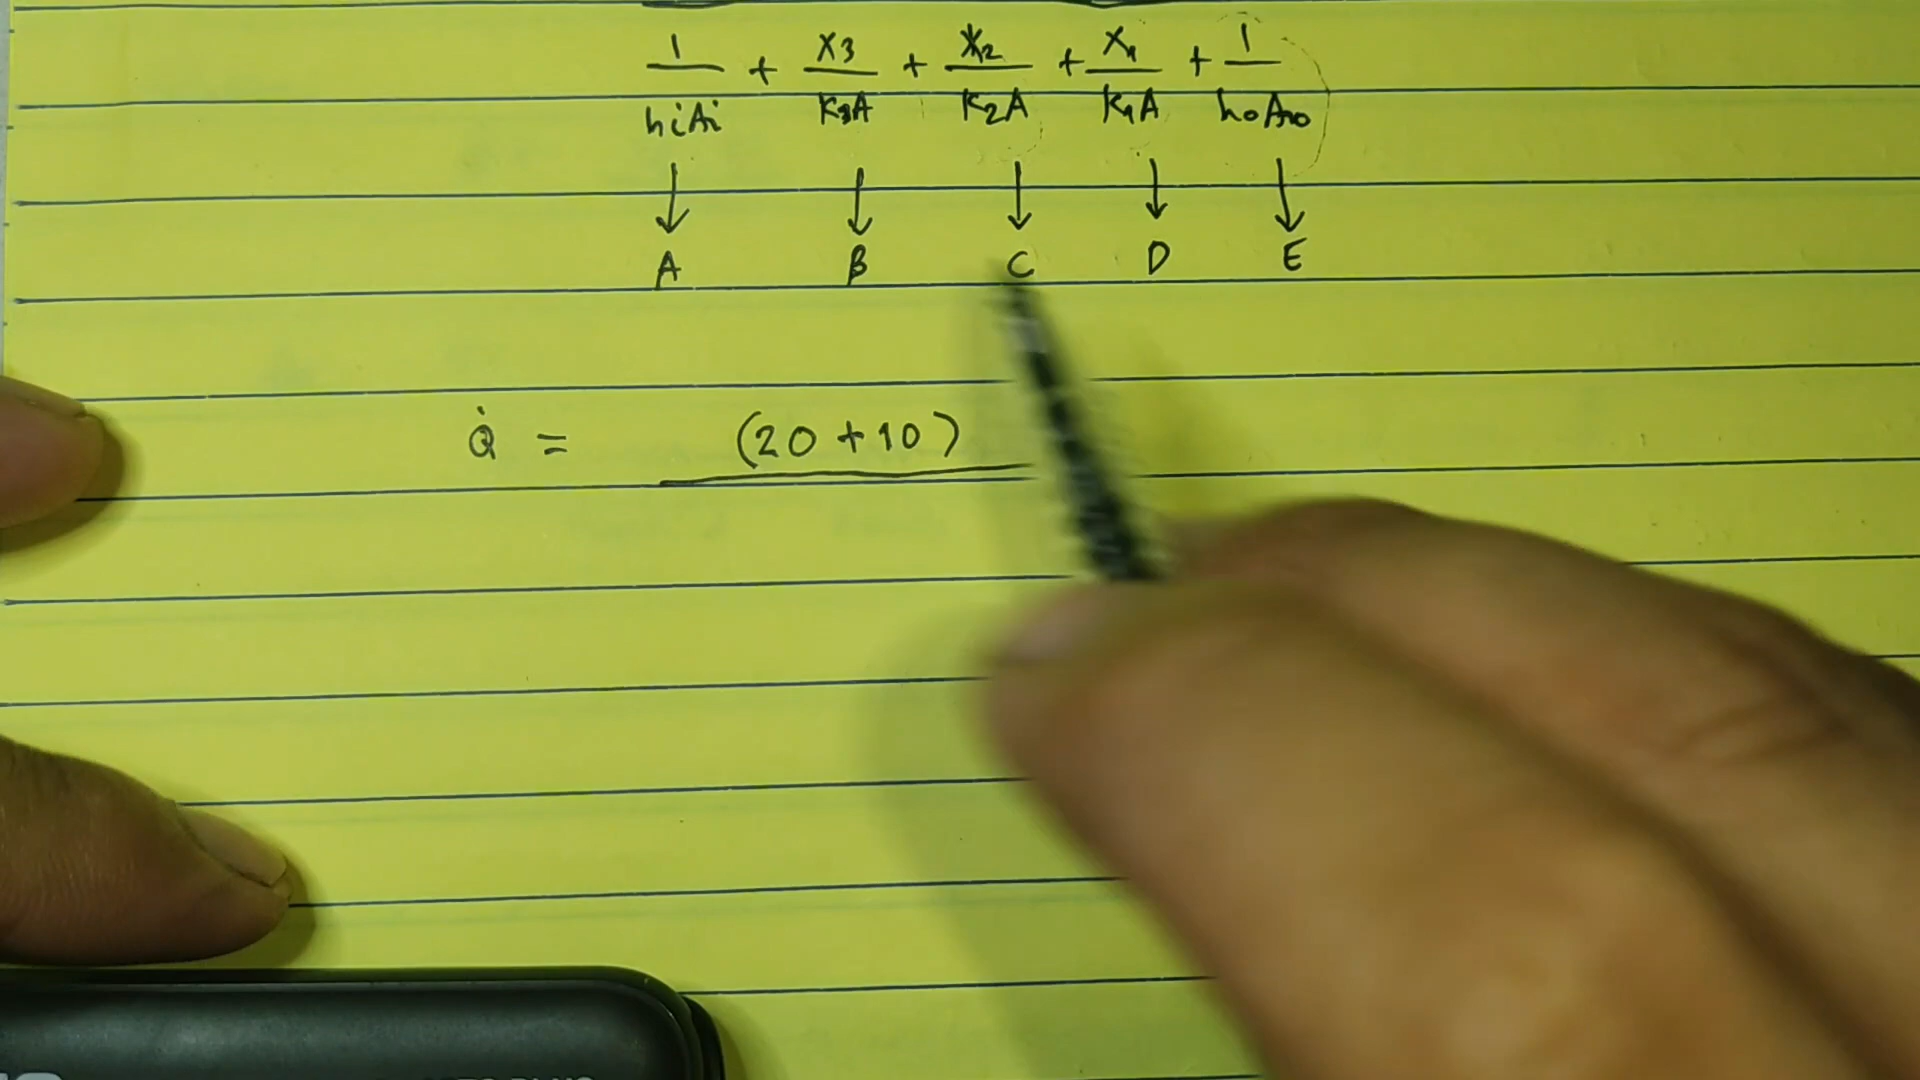 1/hiAi + x3/K3A + x2/K2A + x1/K1A + 1/hoAo
A B C D E
Q̇ = (20+10)